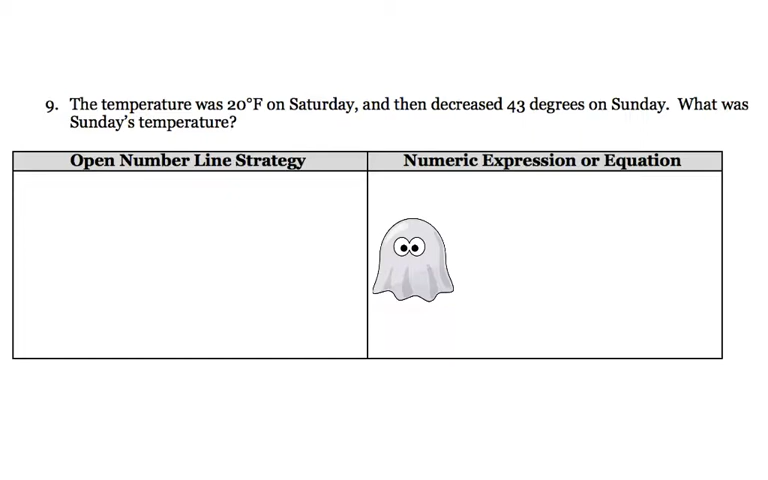 9. The temperature was 20°F on Saturday, and then decreased 43 degrees on Sunday. What was
Sunday's temperature?
Open Number Line Strategy
Numeric Expression or Equation